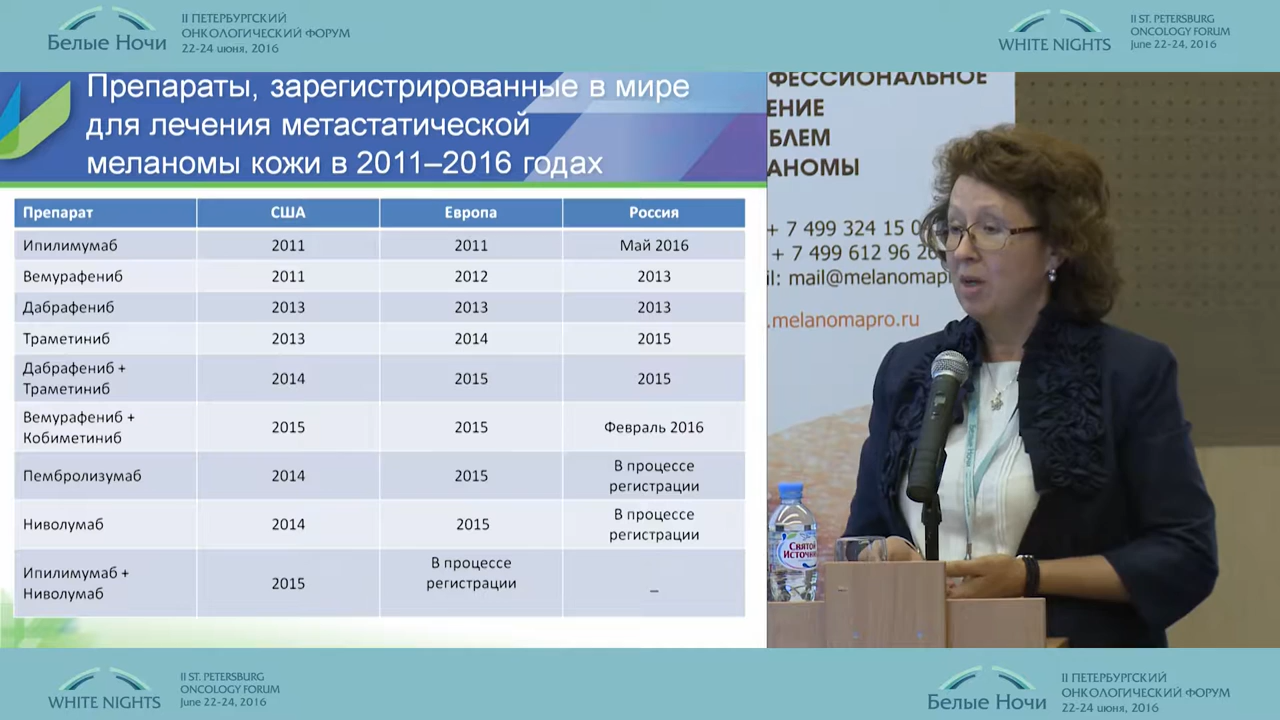 II ПЕТЕРБУРГСКИЙ
ОНКОЛОГИЧЕСКИЙ ФОРУМ
Белые Ночи
22-24 июня, 2016
II ST. PETERSBURG
ONCOLOGY FORUM
WHITE NIGHTS
June 22-24, 2016
Препараты, зарегистрированные в мире
для лечения метастатической
меланомы кожи в 2011–2016 годах
Препарат США Европа Россия
Ипилимумаб 2011 2011 Май 2016
Вемурафениб 2011 2012 2013
Дабрафениб 2013 2013 2013
Траметиниб 2013 2014 2015
Дабрафениб +
Траметиниб 2014 2015 2015
Вемурафениб +
Кобиметиниб 2015 2015 Февраль 2016
Пембролизумаб 2014 2015 В процессе
регистрации
Ниволумаб 2014 2015 В процессе
регистрации
Ипилимумаб +
Ниволумаб 2015 В процессе
регистрации –
ФЕССИОНАЛЬНОЕ
ЕНИЕ
БЛЕМ
АНОМЫ
+ 7 499 324 15
+ 7 499 612 96
il: mail@melanomap
.melanomapro.ru
Святой
Источник
WHITE NIGHTS
II ST. PETERSBURG
ONCOLOGY FORUM
June 22-24, 2016
Белые Ночи
II ПЕТЕРБУРГСКИЙ
ОНКОЛОГИЧЕСКИЙ ФОРУМ
22-24 июня, 2016